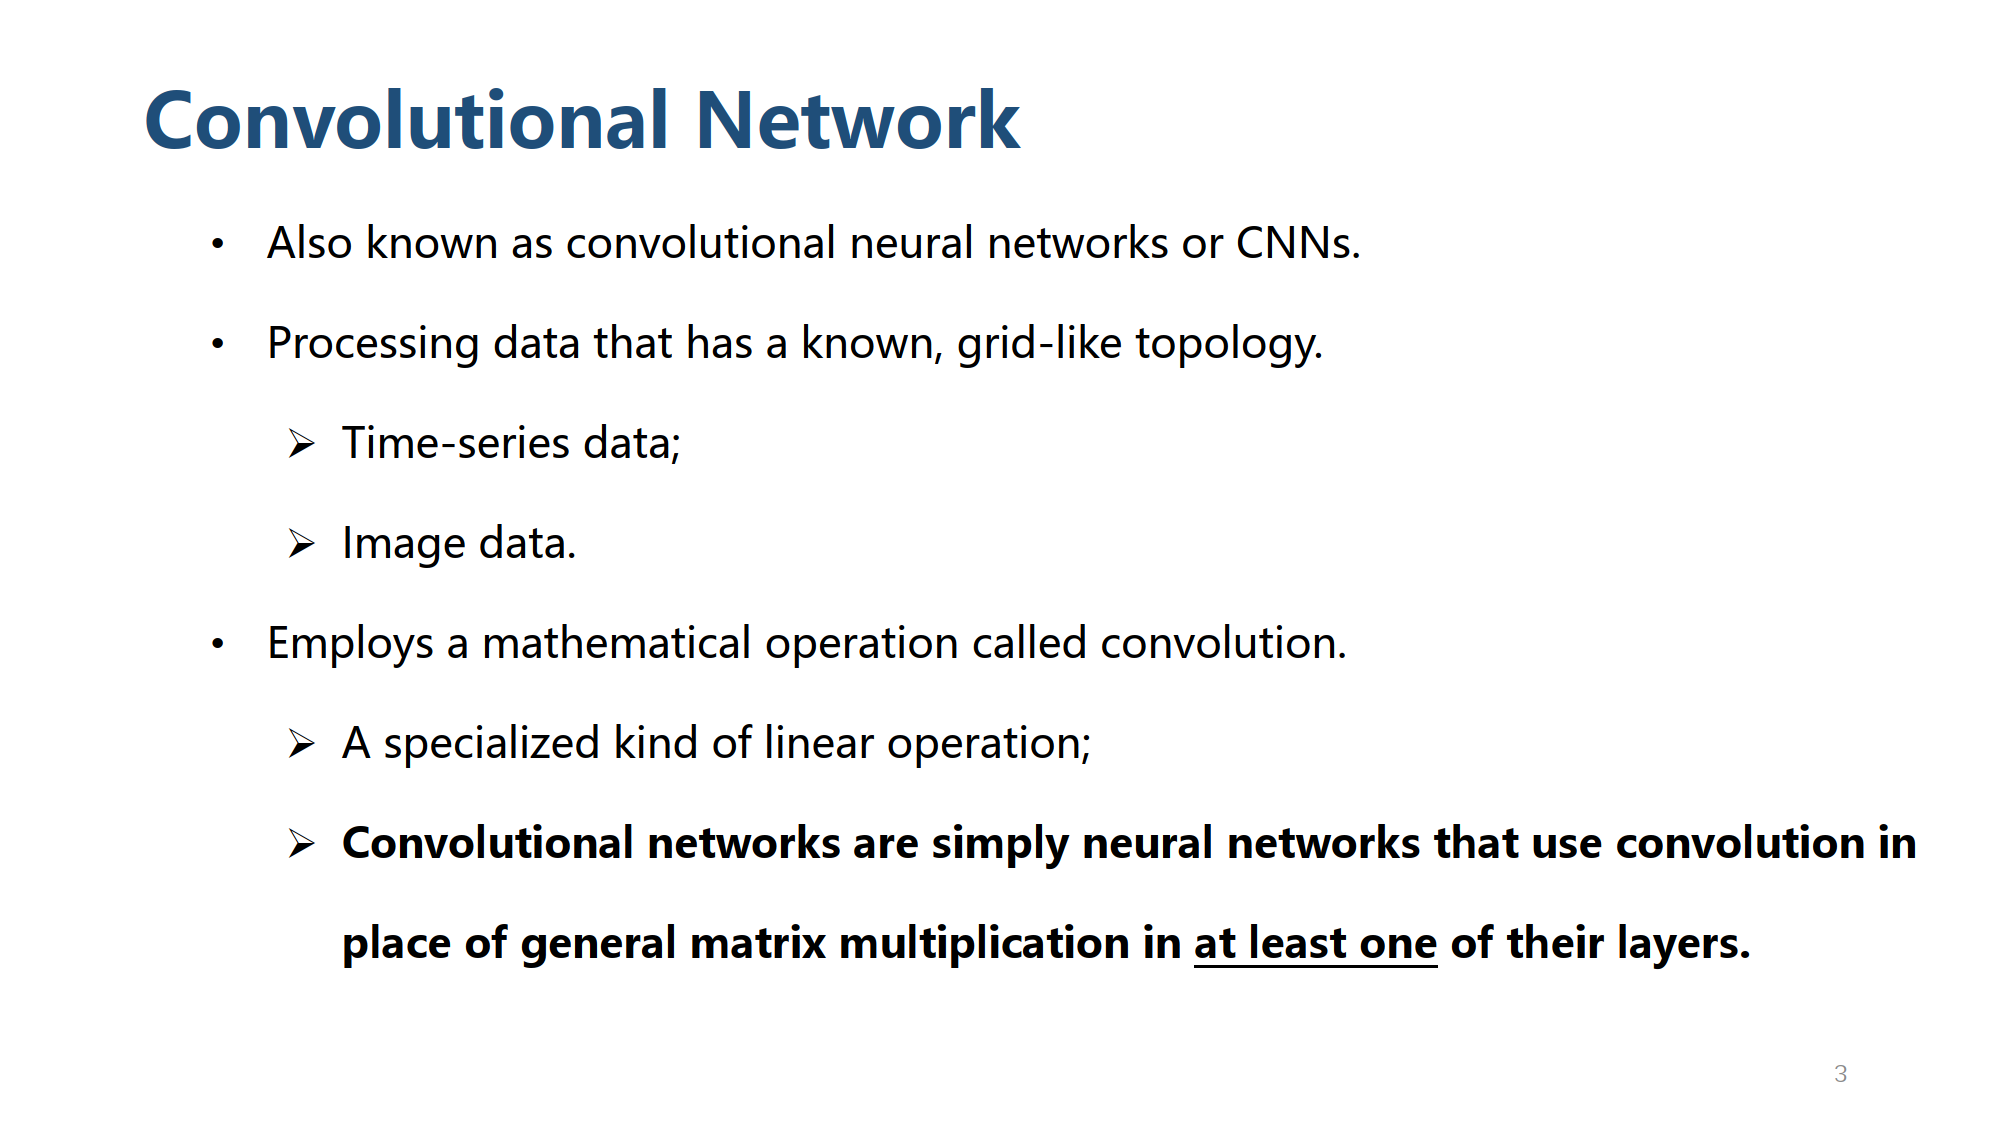 Convolutional Network
• Also known as convolutional neural networks or CNNs.
• Processing data that has a known, grid-like topology.
➢ Time-series data;
➢ Image data.
• Employs a mathematical operation called convolution.
➢ A specialized kind of linear operation;
➢ Convolutional networks are simply neural networks that use convolution in
place of general matrix multiplication in at least one of their layers.
3